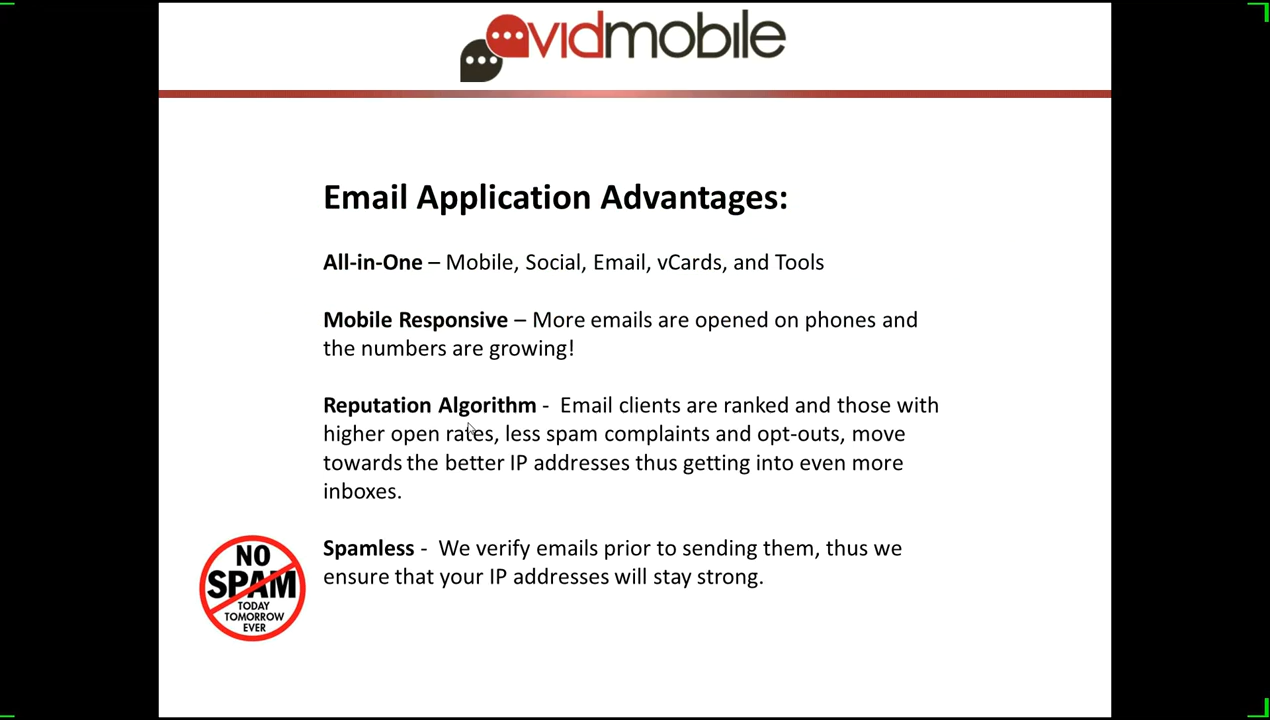 vidmobile
Email Application Advantages:
All-in-One – Mobile, Social, Email, vCards, and Tools
Mobile Responsive – More emails are opened on phones and
the numbers are growing!
Reputation Algorithm -  Email clients are ranked and those with
higher open rates, less spam complaints and opt-outs, move
towards the better IP addresses thus getting into even more
inboxes.
Spamless -  We verify emails prior to sending them, thus we
ensure that your IP addresses will stay strong.
NO
SPAM
TODAY
TOMORROW
EVER